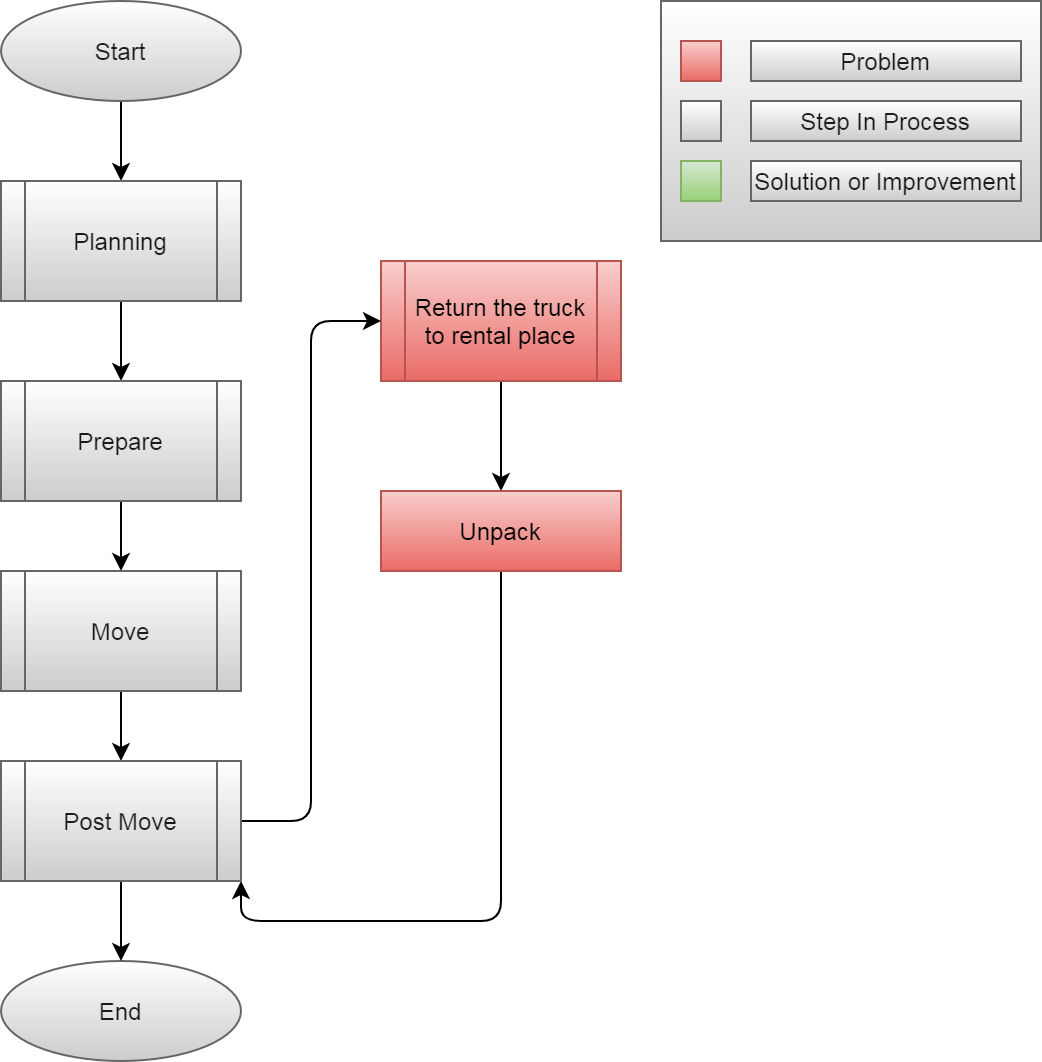 Start
Planning
Prepare
Move
Post Move
End
Return the truck
to rental place
Unpack
Problem
Step In Process
Solution or Improvement